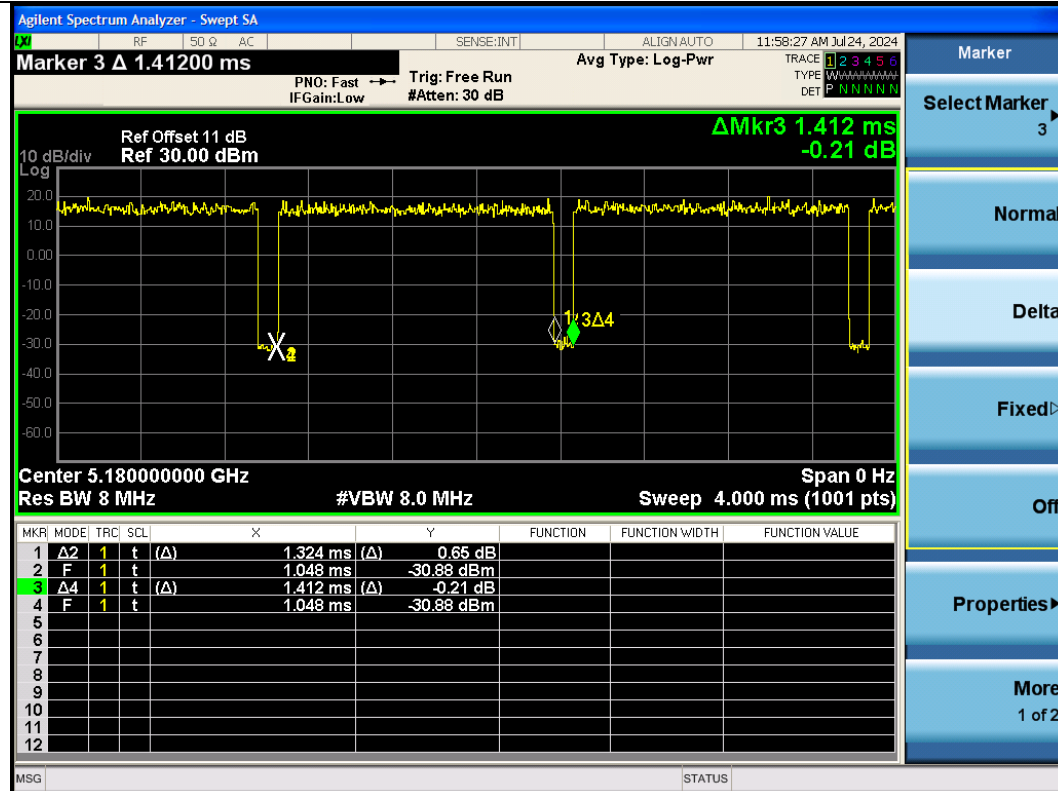 Agilent Spectrum Analyzer - Swept SA
LXI RF 50 Ω AC SENSE:INT ALIGN AUTO 11:58:27 AM Jul 24, 2024
Marker 3 Δ 1.41200 ms
PNO: Fast
IFGain:Low
Trig: Free Run
#Atten: 30 dB
Avg Type: Log-Pwr
TRACE 1 2 3 4 5 6
TYPE WWWWWW
DET P N N N N N
ΔMkr3 1.412 ms
-0.21 dB
Ref Offset 11 dB
10 dB/div Ref 30.00 dBm
Log
20.0
10.0
0.00
-10.0
-20.0
-30.0
-40.0
-50.0
-60.0
3Δ4
Center 5.180000000 GHz Span 0 Hz
Res BW 8 MHz #VBW 8.0 MHz Sweep 4.000 ms (1001 pts)
MKR MODE TRC SCL X Y FUNCTION FUNCTION WIDTH FUNCTION VALUE
1 Δ2 1 t (Δ) 1.324 ms (Δ) 0.65 dB
2 F 1 t 1.048 ms -30.88 dBm
3 Δ4 1 t (Δ) 1.412 ms (Δ) -0.21 dB
4 F 1 t 1.048 ms -30.88 dBm
5
6
7
8
9
10
11
12
MSG STATUS
Marker
Select Marker
3
Normal
Delta
Fixed
Off
Properties
More
1 of 2